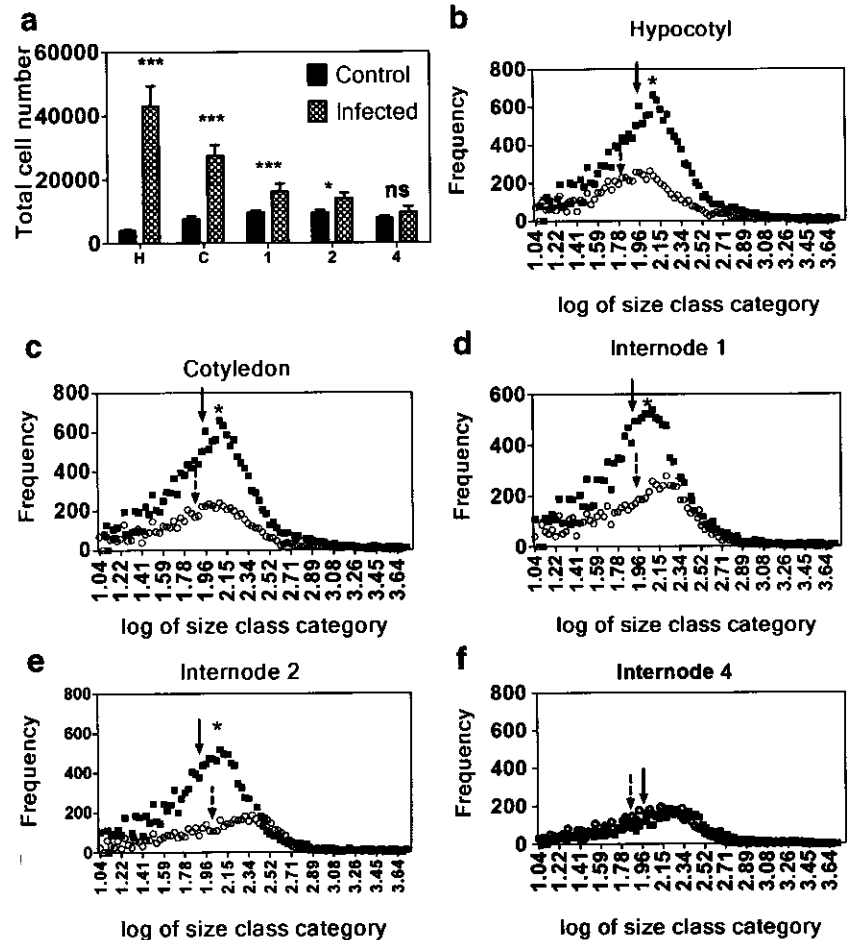 a
60000
40000
20000
0
Total cell number
***
***
***
*
ns
Control
Infected
H C 1 2 4
b
Hypocotyl
800
600
400
200
0
Frequency
*
1.04 1.22 1.41 1.59 1.78 1.96 2.15 2.34 2.52 2.71 2.89 3.08 3.26 3.45 3.64
log of size class category
c
Cotyledon
800
600
400
200
0
Frequency
*
1.04 1.22 1.41 1.59 1.78 1.96 2.15 2.34 2.52 2.71 2.89 3.08 3.26 3.45 3.64
log of size class category
d
Internode 1
600
400
200
0
Frequency
*
1.04 1.22 1.41 1.59 1.78 1.96 2.15 2.34 2.52 2.71 2.89 3.08 3.26 3.45 3.64
log of size class category
e
Internode 2
800
600
400
200
0
Frequency
*
1.04 1.22 1.41 1.59 1.78 1.96 2.15 2.34 2.52 2.71 2.89 3.08 3.26 3.45 3.64
log of size class category
f
Internode 4
800
600
400
200
0
Frequency
1.04 1.22 1.41 1.59 1.78 1.96 2.15 2.34 2.52 2.71 2.89 3.08 3.26 3.45 3.64
log of size class category